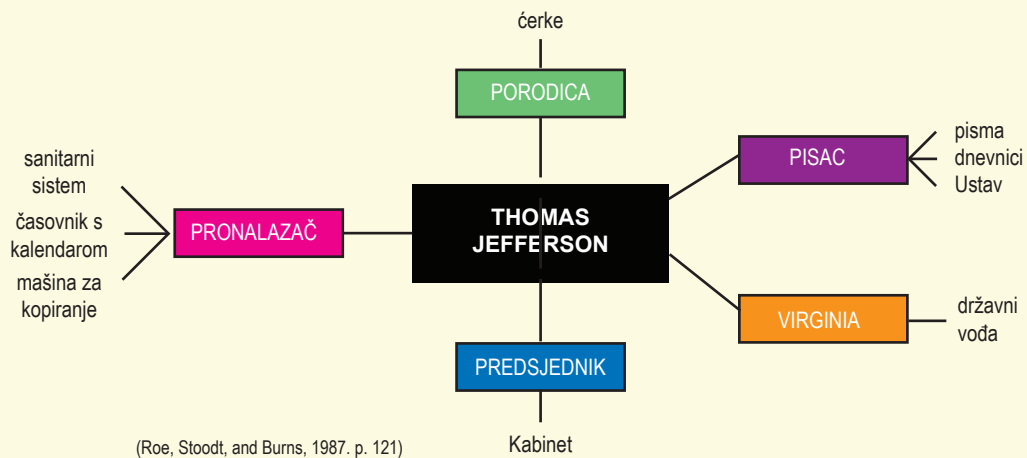 ćerke
PORODICA
pisma
dnevnici
Ustav
PISAC
sanitarni
sistem
časovnik s
kalendarom
mašina za
kopiranje
PRONALAZAČ
THOMAS
JEFFERSON
VIRGINIA
državni
vođa
PREDSJEDNIK
Kabinet
(Roe, Stoodt, and Burns, 1987. p. 121)